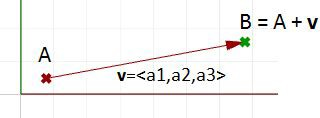 B = A + v
A
v=<a1,a2,a3>